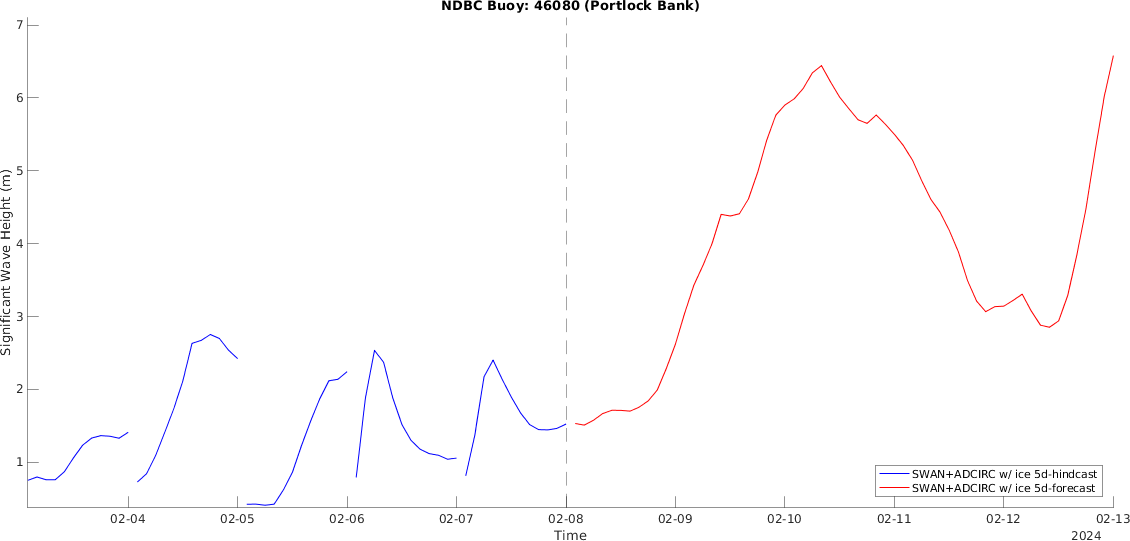 NDBC Buoy: 46080 (Portlock Bank)
7
6
5
4
3
2
1
Significant Wave Height (m)
SWAN+ADCIRC w/ ice 5d-hindcast
SWAN+ADCIRC w/ ice 5d-forecast
02-04 02-05 02-06 02-07 02-08 02-09 02-10 02-11 02-12 02-13
Time
2024